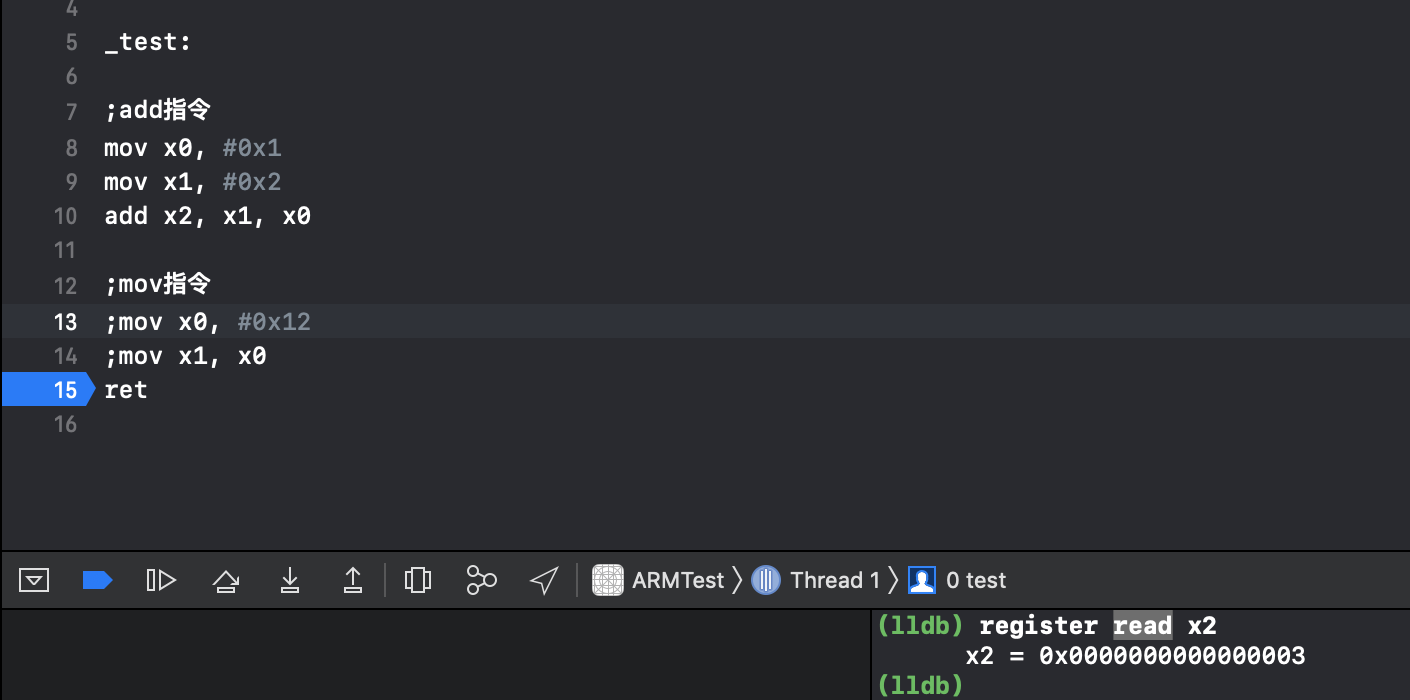 4
5 _test:
6
7 ;add指令
8 mov x0, #0x1
9 mov x1, #0x2
10 add x2, x1, x0
11
12 ;mov指令
13 ;mov x0, #0x12
14 ;mov x1, x0
15 ret
16
ARMTest 〉 Thread 1 〉 0 test
(lldb) register read x2
x2 = 0x0000000000000003
(lldb)